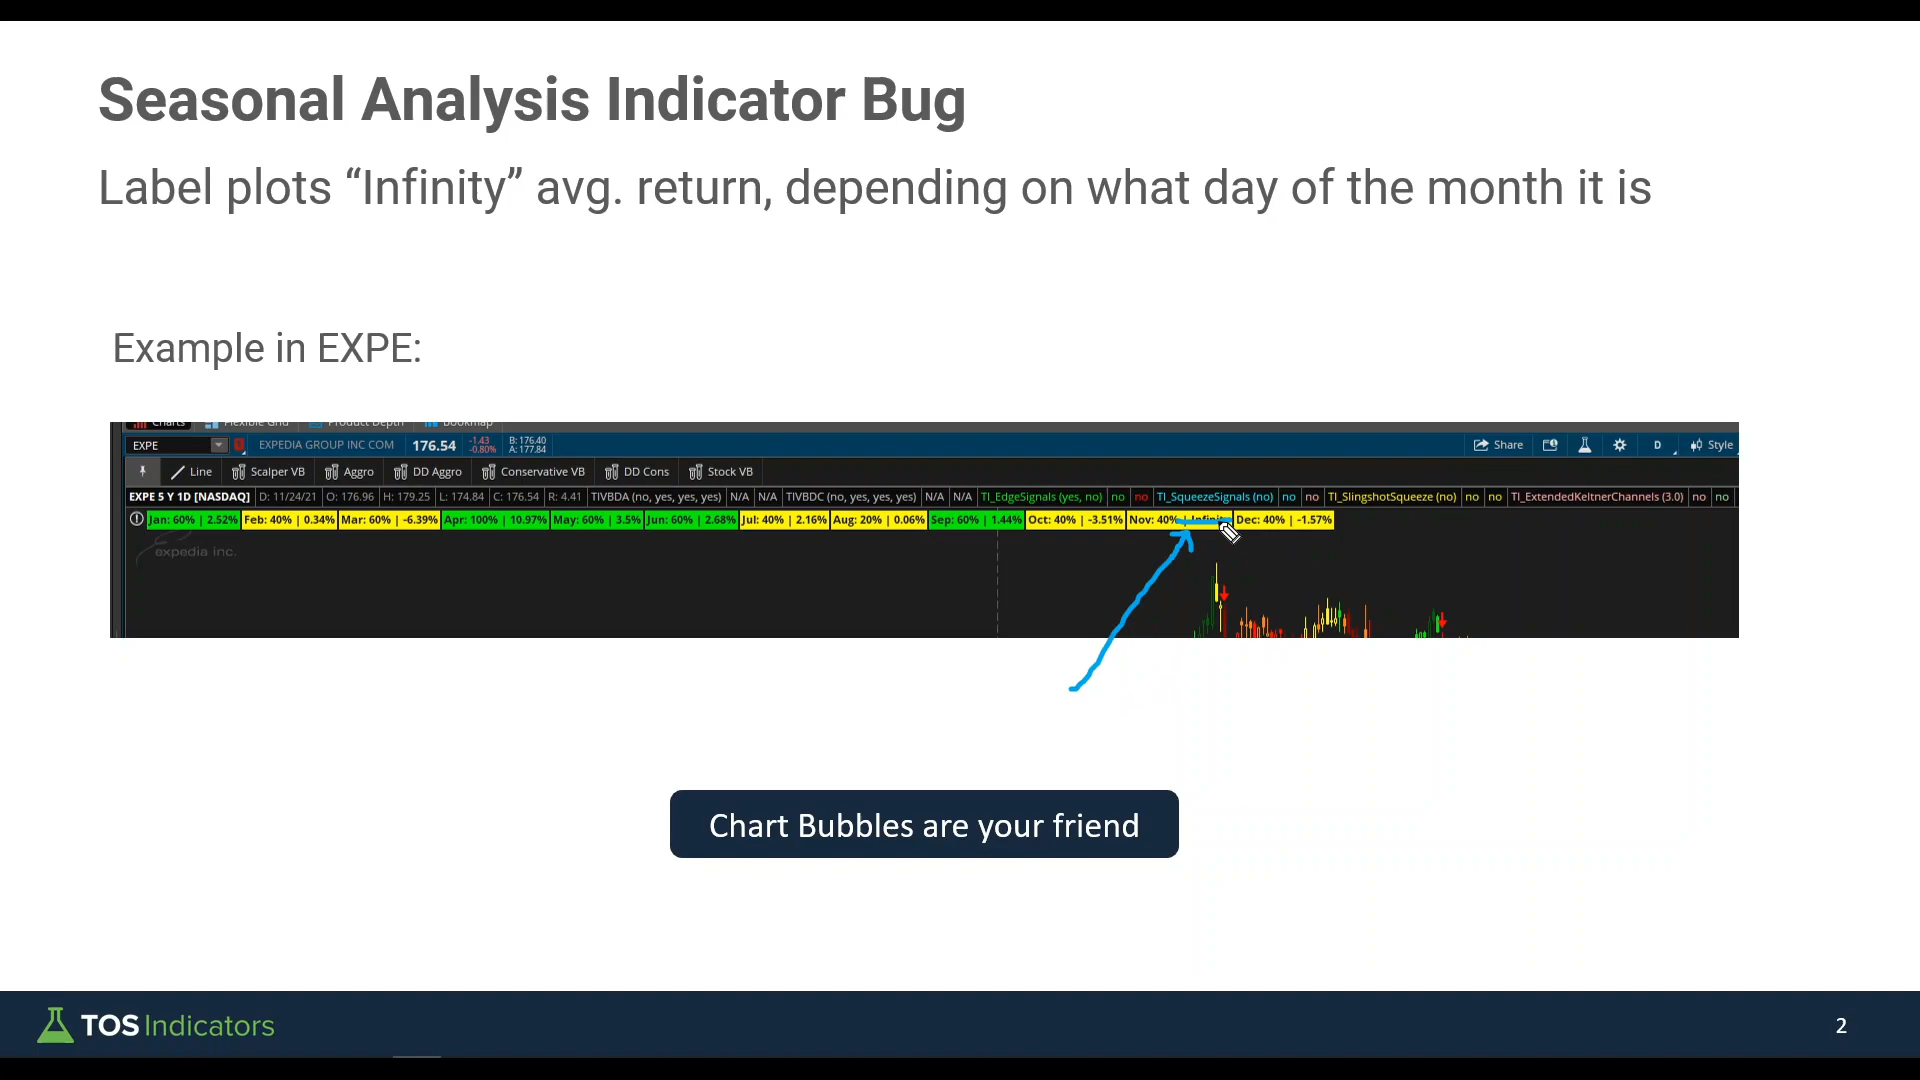 Seasonal Analysis Indicator Bug
Label plots “Infinity” avg. return, depending on what day of the month it is
Example in EXPE:
Charts Flexible Grid Product Depth Bookmap
EXPE EXPEDIA GROUP INC COM 176.54 -1.43 -0.80% B: 176.40 A: 177.84 Share D Style
Line Scalper VB Aggro DD Aggro Conservative VB DD Cons Stock VB
EXPE 5 Y 1D [NASDAQ] D: 11/24/21 O: 176.96 H: 179.25 L: 174.84 C: 176.54 R: 4.41 TIVBDA (no, yes, yes, yes) N/A N/A TIVBDC (no, yes, yes, yes) N/A N/A TI_EdgeSignals (yes, no) no no TI_SqueezeSignals (no) no no TI_SlingshotSqueeze (no) no no TI_ExtendedKeltnerChannels (3.0) no no
Jan: 60% | 2.52% Feb: 40% | 0.34% Mar: 60% | -6.39% Apr: 100% | 10.97% May: 60% | 3.5% Jun: 60% | 2.68% Jul: 40% | 2.16% Aug: 20% | 0.06% Sep: 60% | 1.44% Oct: 40% | -3.51% Nov: 40% | Infinity Dec: 40% | -1.57%
expedia inc.
Chart Bubbles are your friend
TOS Indicators
2